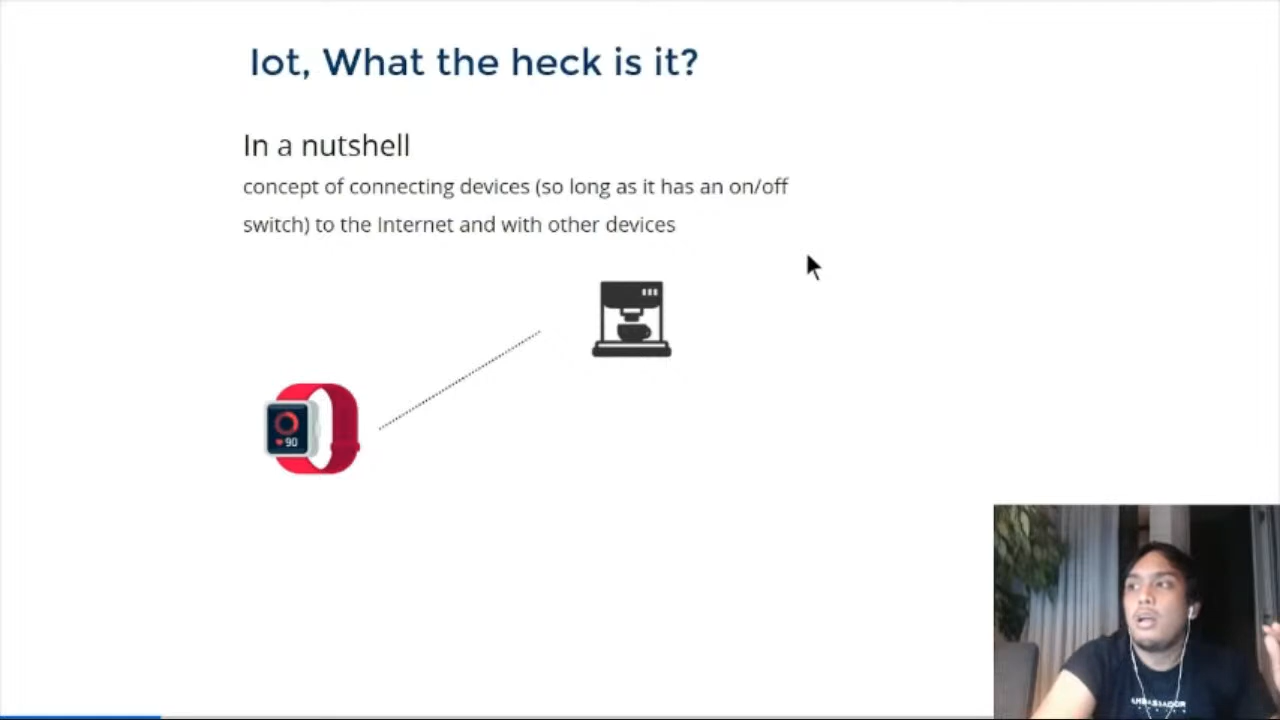 Iot, What the heck is it?
In a nutshell
concept of connecting devices (so long as it has an on/off
switch) to the Internet and with other devices
90
AMBASSADOR